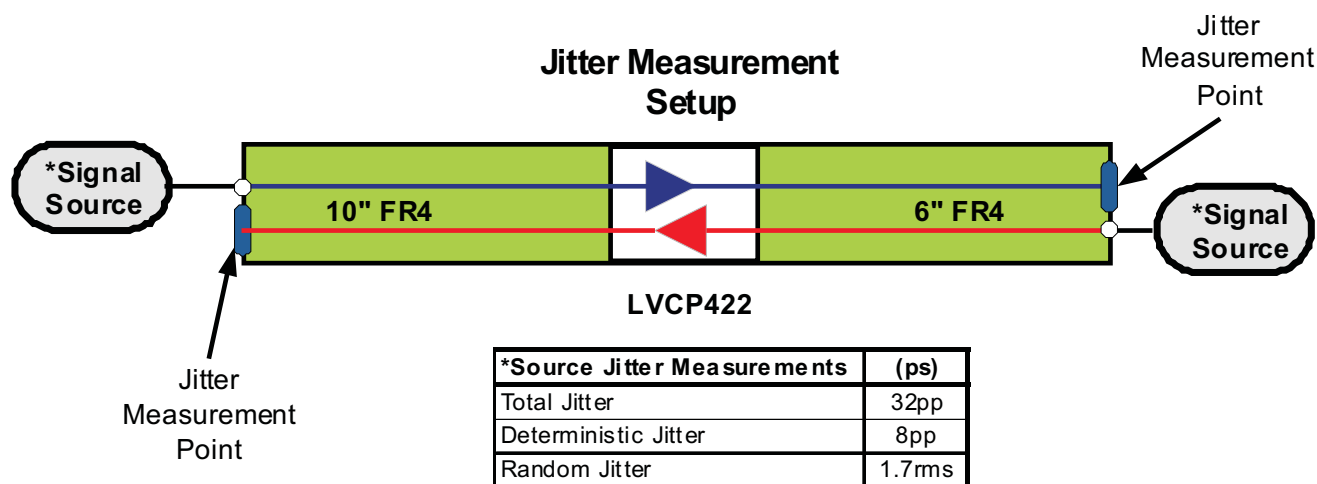 Jitter Measurement
Setup
Jitter
Measurement
Point
*Signal
Source
10" FR4
6" FR4
*Signal
Source
LVCP422
Jitter
Measurement
Point
*Source Jitter Measurements (ps)
Total Jitter 32pp
Deterministic Jitter 8pp
Random Jitter 1.7rms